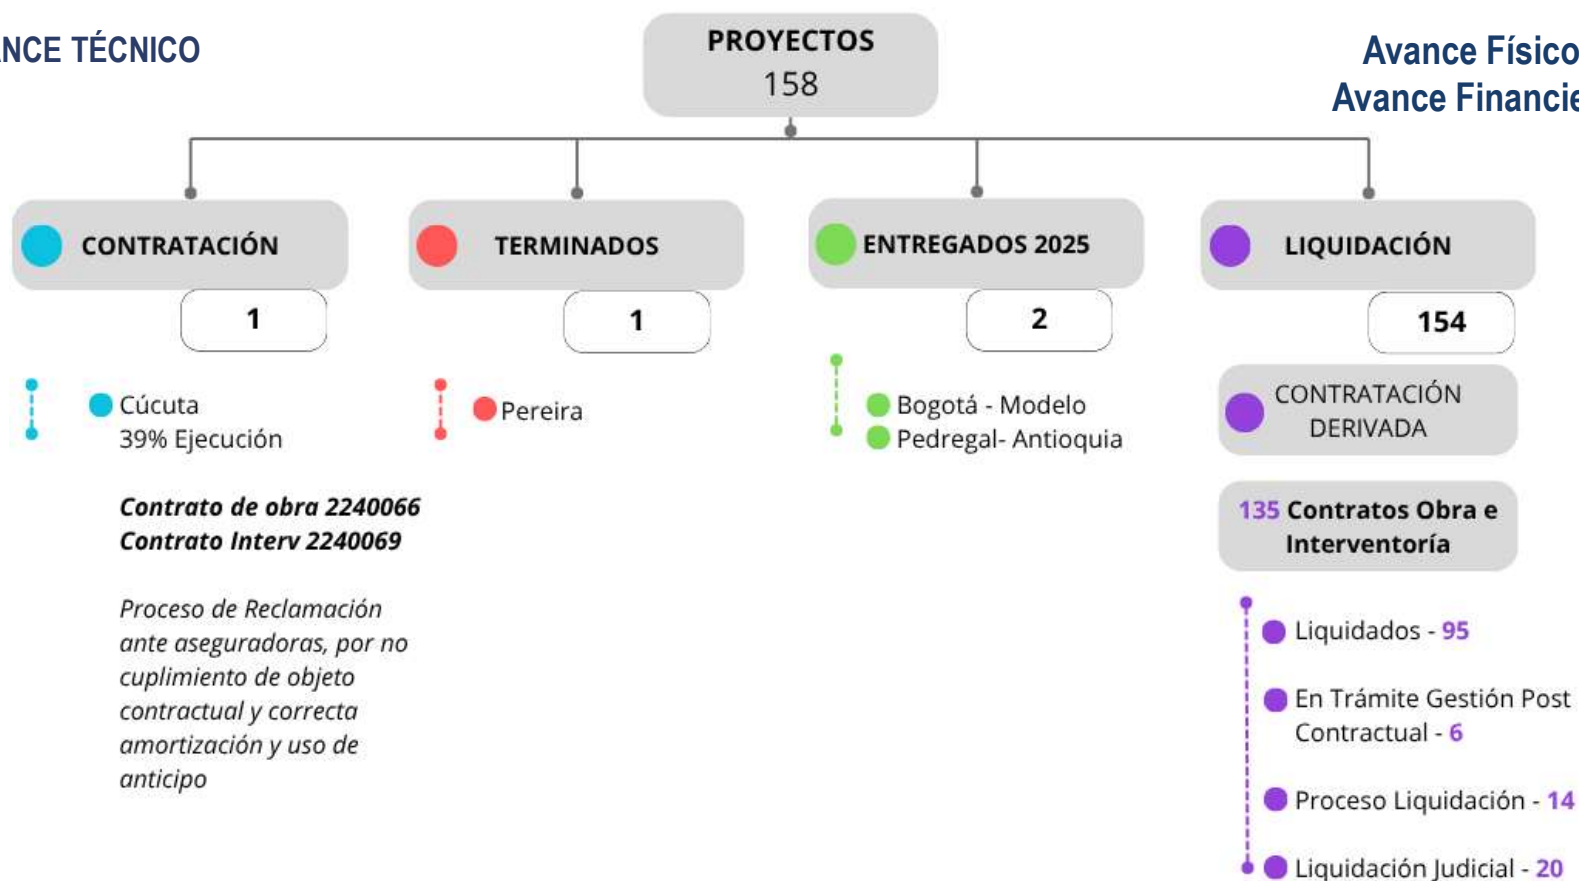 ANCE TÉCNICO
PROYECTOS
158
Avance Físico
Avance Financie
CONTRATACIÓN
1
Cúcuta
39% Ejecución
Contrato de obra 2240066
Contrato Interv 2240069
Proceso de Reclamación
ante aseguradoras, por no
cuplimiento de objeto
contractual y correcta
amortización y uso de
anticipo
TERMINADOS
1
Pereira
ENTREGADOS 2025
2
Bogotá - Modelo
Pedregal- Antioquia
LIQUIDACIÓN
154
CONTRATACIÓN
DERIVADA
135 Contratos Obra e
Interventoría
Liquidados - 95
En Trámite Gestión Post
Contractual - 6
Proceso Liquidación - 14
Liquidación Judicial - 20